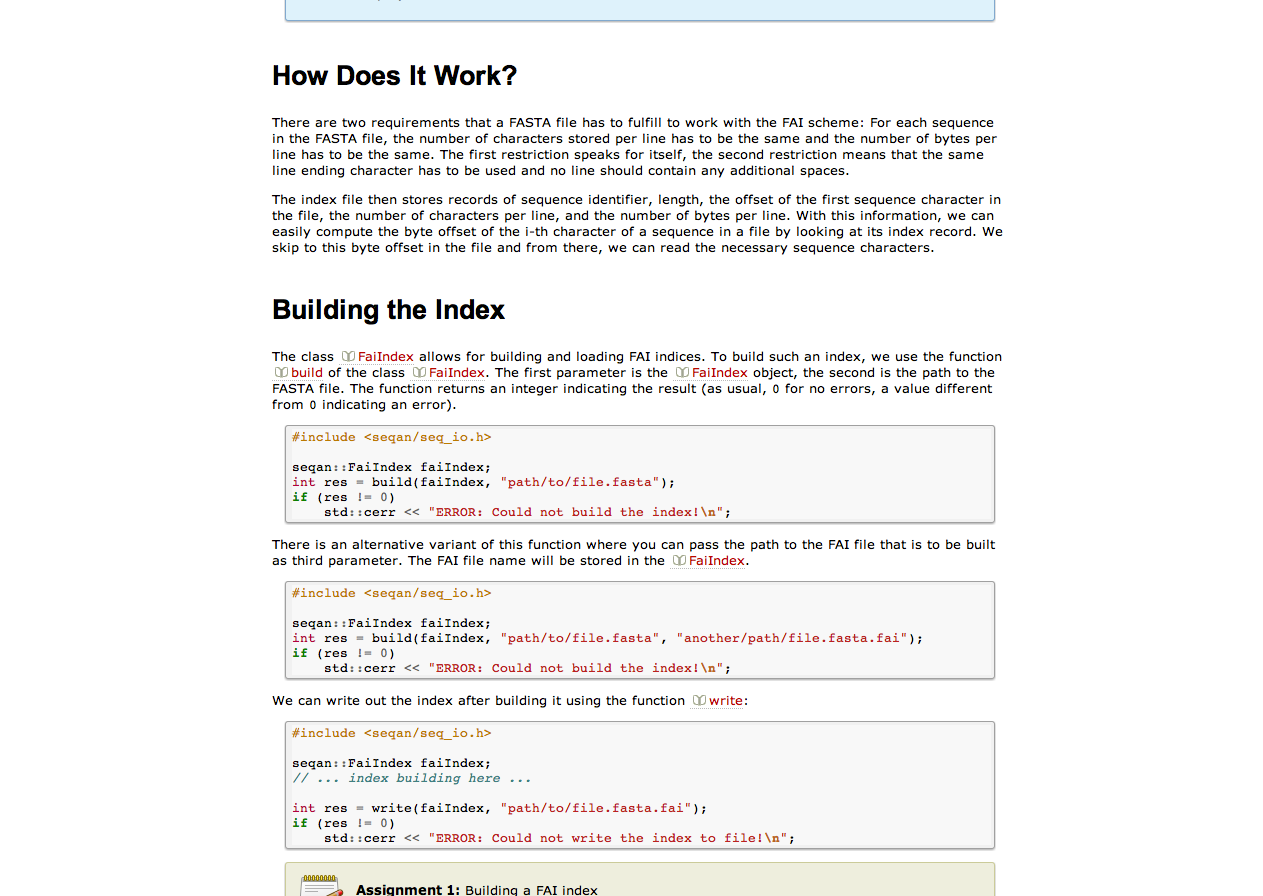 How Does It Work?
There are two requirements that a FASTA file has to fulfill to work with the FAI scheme: For each sequence
in the FASTA file, the number of characters stored per line has to be the same and the number of bytes per
line has to be the same. The first restriction speaks for itself, the second restriction means that the same
line ending character has to be used and no line should contain any additional spaces.
The index file then stores records of sequence identifier, length, the offset of the first sequence character in
the file, the number of characters per line, and the number of bytes per line. With this information, we can
easily compute the byte offset of the i-th character of a sequence in a file by looking at its index record. We
skip to this byte offset in the file and from there, we can read the necessary sequence characters.
Building the Index
The class FaiIndex allows for building and loading FAI indices. To build such an index, we use the function
build of the class FaiIndex. The first parameter is the FaiIndex object, the second is the path to the
FASTA file. The function returns an integer indicating the result (as usual, 0 for no errors, a value different
from 0 indicating an error).
#include <seqan/seq_io.h>
seqan::FaiIndex faiIndex;
int res = build(faiIndex, "path/to/file.fasta");
if (res != 0)
    std::cerr << "ERROR: Could not build the index!\n";
There is an alternative variant of this function where you can pass the path to the FAI file that is to be built
as third parameter. The FAI file name will be stored in the FaiIndex.
#include <seqan/seq_io.h>
seqan::FaiIndex faiIndex;
int res = build(faiIndex, "path/to/file.fasta", "another/path/file.fasta.fai");
if (res != 0)
    std::cerr << "ERROR: Could not build the index!\n";
We can write out the index after building it using the function write:
#include <seqan/seq_io.h>
seqan::FaiIndex faiIndex;
// ... index building here ...
int res = write(faiIndex, "path/to/file.fasta.fai");
if (res != 0)
    std::cerr << "ERROR: Could not write the index to file!\n";
Assignment 1: Building a FAI index